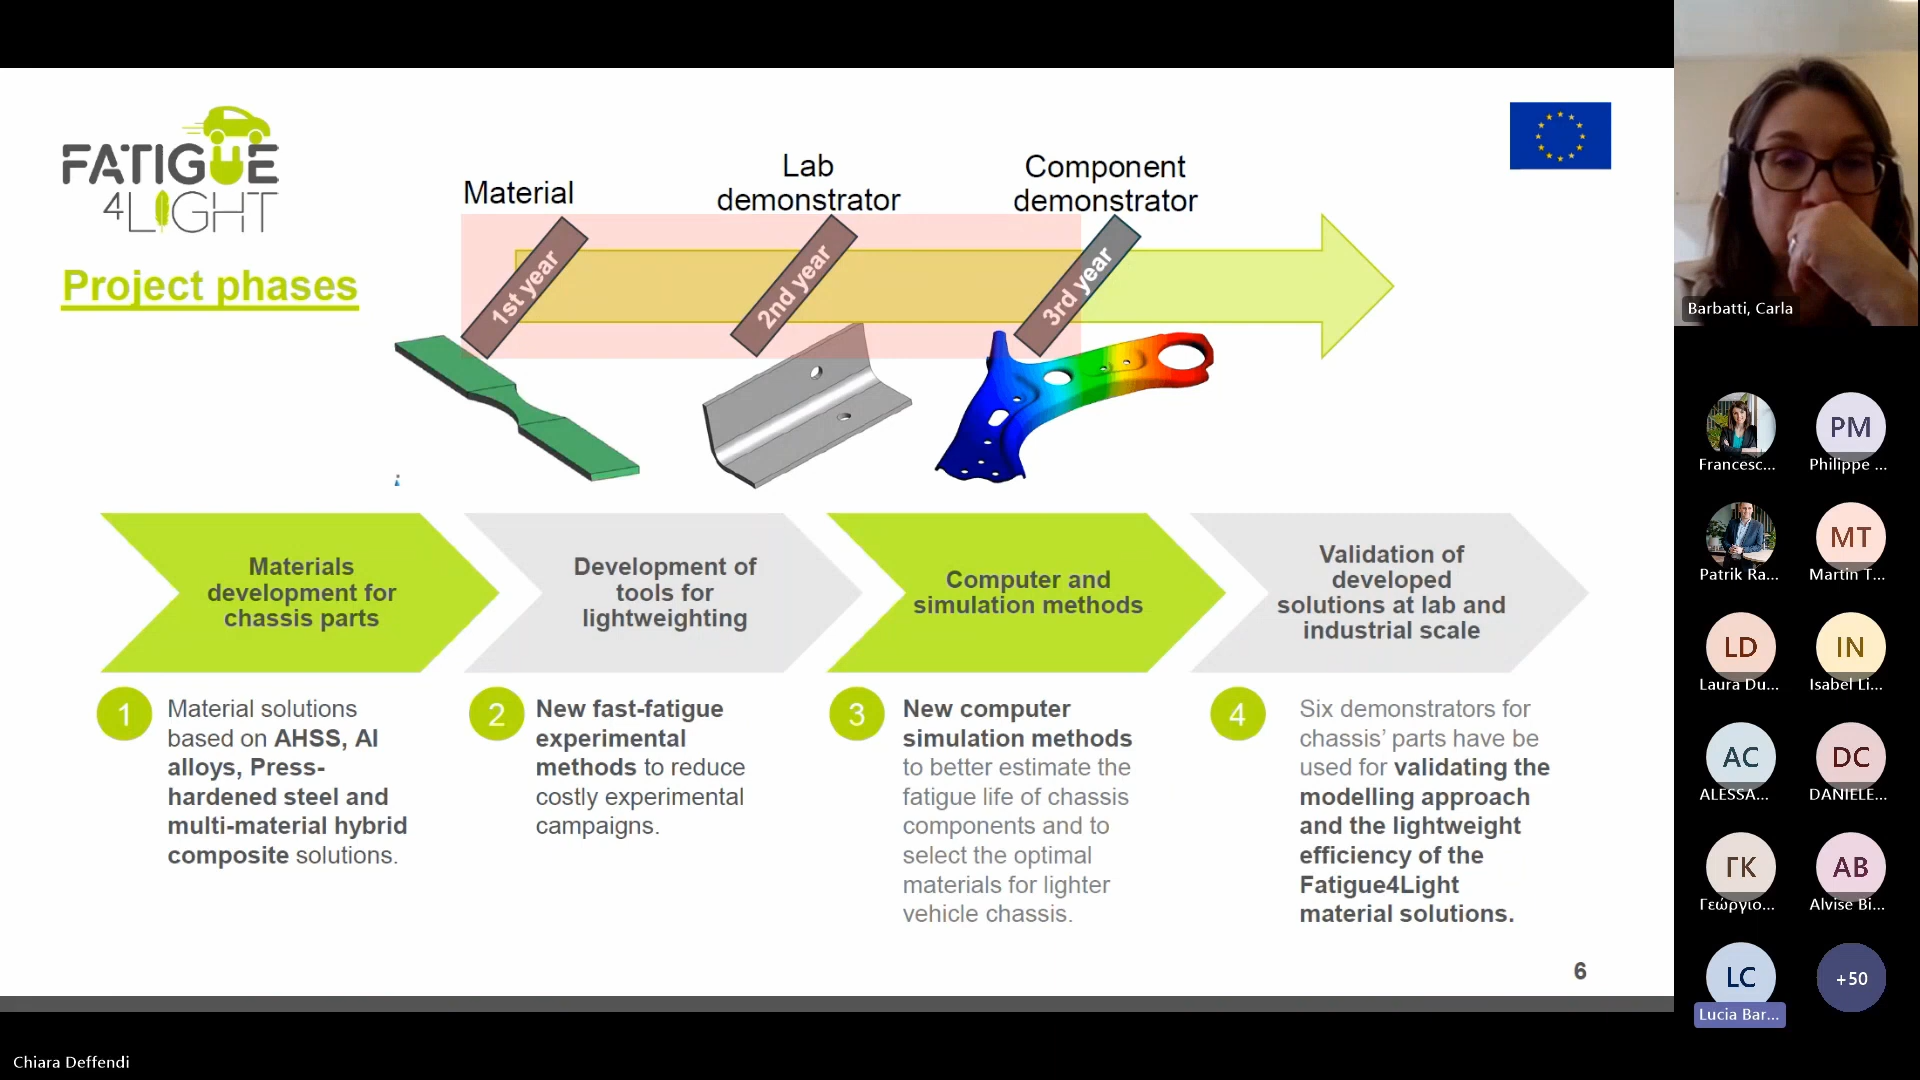 FATIGUE
4LIGHT
Project phases
Material
Lab
demonstrator
Component
demonstrator
1st year
2nd year
3rd year
Materials
development for
chassis parts
Development of
tools for
lightweighting
Computer and
simulation methods
Validation of
developed
solutions at lab and
industrial scale
1
Material solutions
based on AHSS, Al
alloys, Press-
hardened steel and
multi-material hybrid
composite solutions.
2
New fast-fatigue
experimental
methods to reduce
costly experimental
campaigns.
3
New computer
simulation methods
to better estimate the
fatigue life of chassis
components and to
select the optimal
materials for lighter
vehicle chassis.
4
Six demonstrators for
chassis’ parts have be
used for validating the
modelling approach
and the lightweight
efficiency of the
Fatigue4Light
material solutions.
6
Chiara Deffendi
Barbatti, Carla
Francesc...
PM
Philippe ...
Patrik Ra...
MT
Martin T...
LD
Laura Du...
IN
Isabel Li...
AC
ALESSA...
DC
DANIELE...
ΓΚ
Γεώργιο...
AB
Alvise Bi...
LC
Lucia Bar...
+50